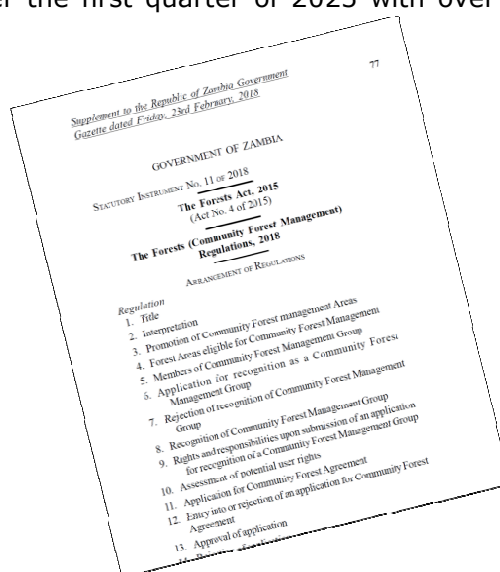 er the first quarter of 2025 with over
77
Supplement to the Republic of Zambia Government
Gazette dated Friday, 23rd February, 2018
GOVERNMENT OF ZAMBIA
STATUTORY INSTRUMENT NO. 11 OF 2018
The Forests Act, 2015
(Act No. 4 of 2015)
The Forests (Community Forest Management)
Regulations, 2018
ARRANGEMENT OF REGULATIONS
Regulation
1. Title
2. Interpretation
3. Promotion of Community Forest management Areas
4. Forest Areas eligible for Community Forest Management
5. Members of Community Forest Management Group
6. Application for recognition as a Community Forest
Management Group
7. Rejection of recognition of Community Forest Management
Group
8. Recognition of Community Forest Management Group
9. Rights and responsibilities upon submission of an application
for recognition of a Community Forest Management Group
10. Assessment of potential user rights
11. Application for Community Forest Agreement
12. Entry into or rejection of an application for Community Forest
Agreement
13. Approval of application